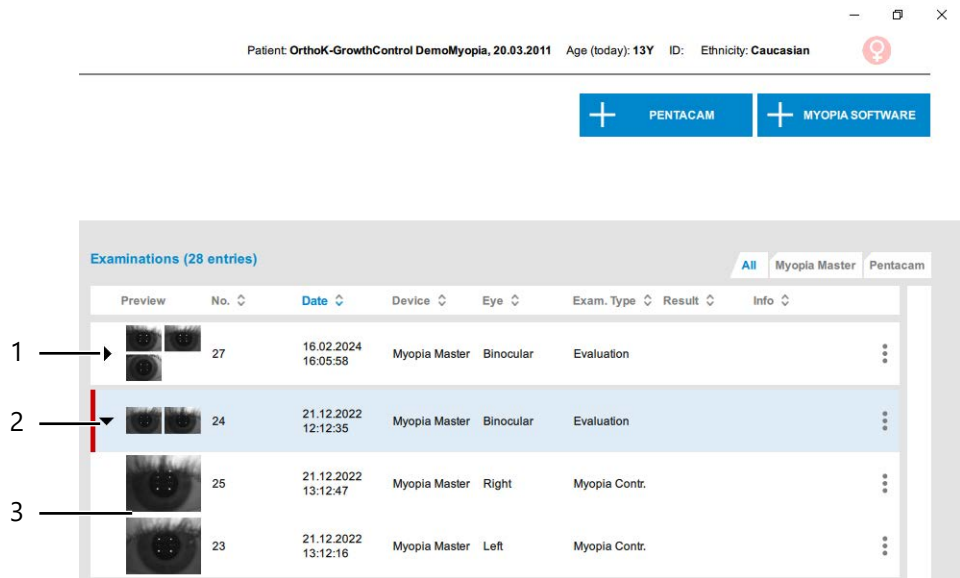 Patient: OrthoK-GrowthControl DemoMyopia, 20.03.2011 Age (today): 13Y ID: Ethnicity: Caucasian
PENTACAM
MYOPIA SOFTWARE
Examinations (28 entries)
All Myopia Master Pentacam
Preview No. Date Device Eye Exam. Type Result Info
1
27 16.02.2024 16:05:58 Myopia Master Binocular Evaluation
2
24 21.12.2022 12:12:35 Myopia Master Binocular Evaluation
25 21.12.2022 13:12:47 Myopia Master Right Myopia Contr.
3
23 21.12.2022 13:12:16 Myopia Master Left Myopia Contr.